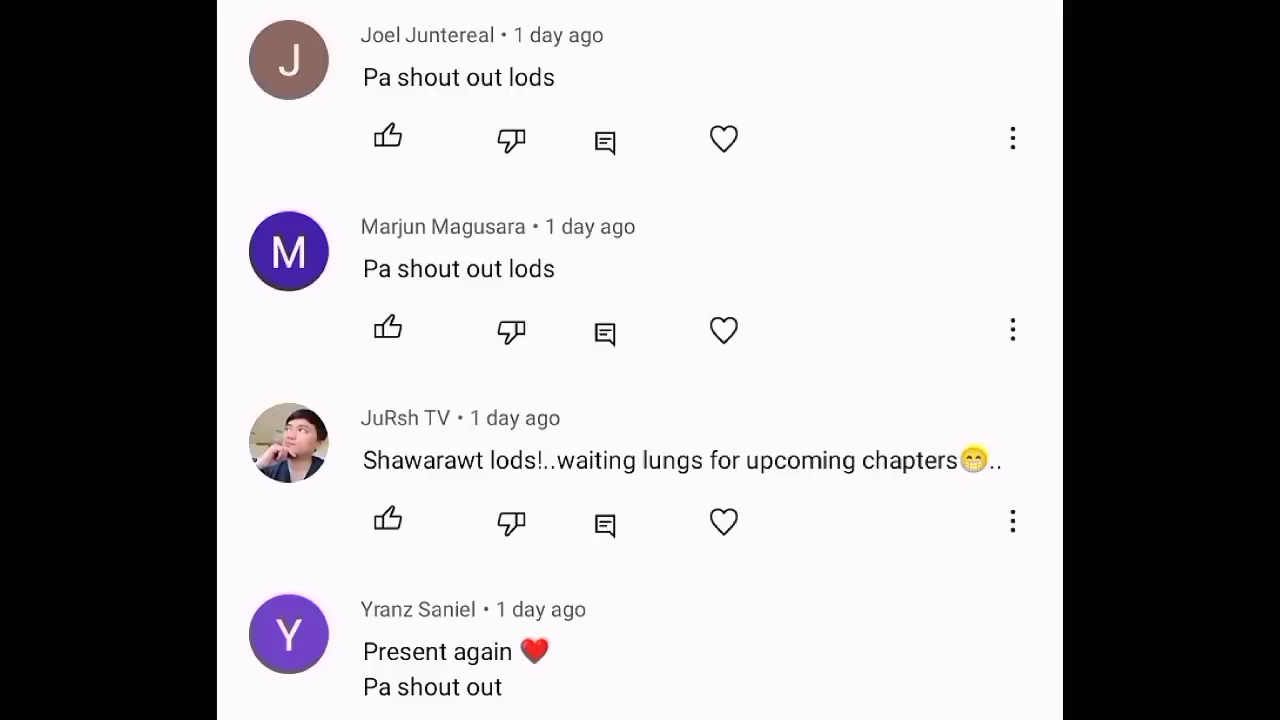 J
Joel Juntereal • 1 day ago
Pa shout out lods
M
Marjun Magusara • 1 day ago
Pa shout out lods
JuRsh TV • 1 day ago
Shawarawt lods!..waiting lungs for upcoming chapters😁..
Y
Yranz Saniel • 1 day ago
Present again ❤️
Pa shout out